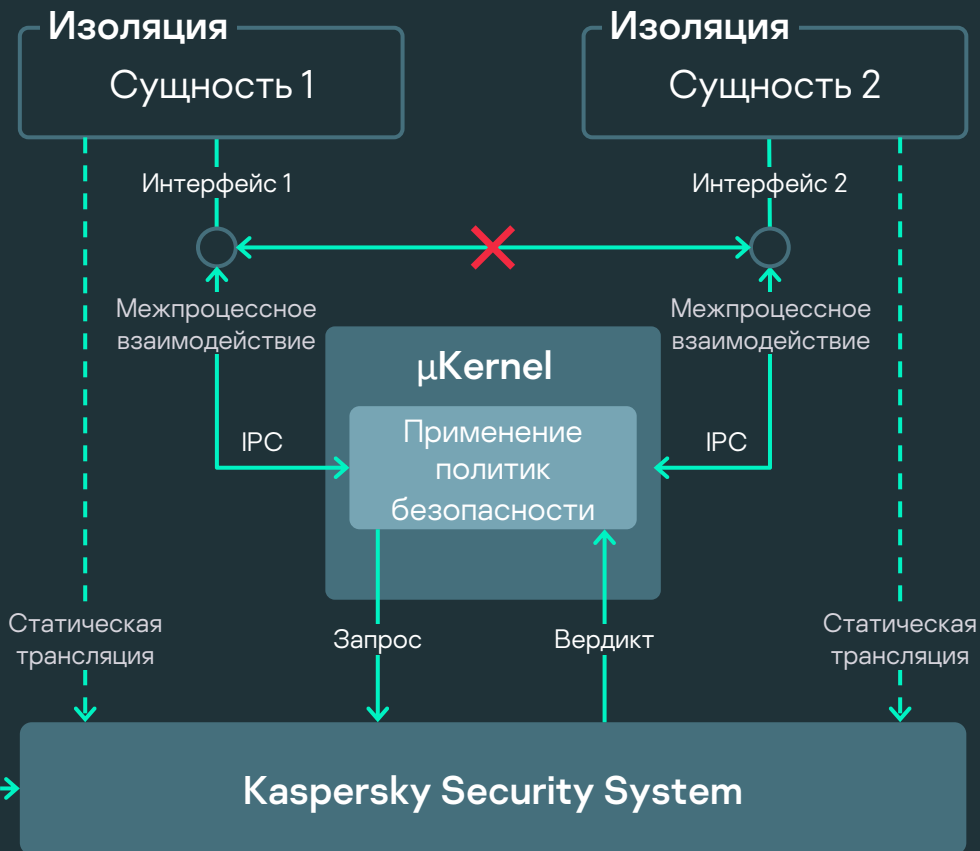 Изоляция
Изоляция
Сущность 1
Сущность 2
Интерфейс 1
Интерфейс 2
Межпроцессное
взаимодействие
Межпроцессное
взаимодействие
µKernel
IPC
Применение
политик
безопасности
IPC
Статическая
трансляция
Запрос
Вердикт
Статическая
трансляция
Kaspersky Security System